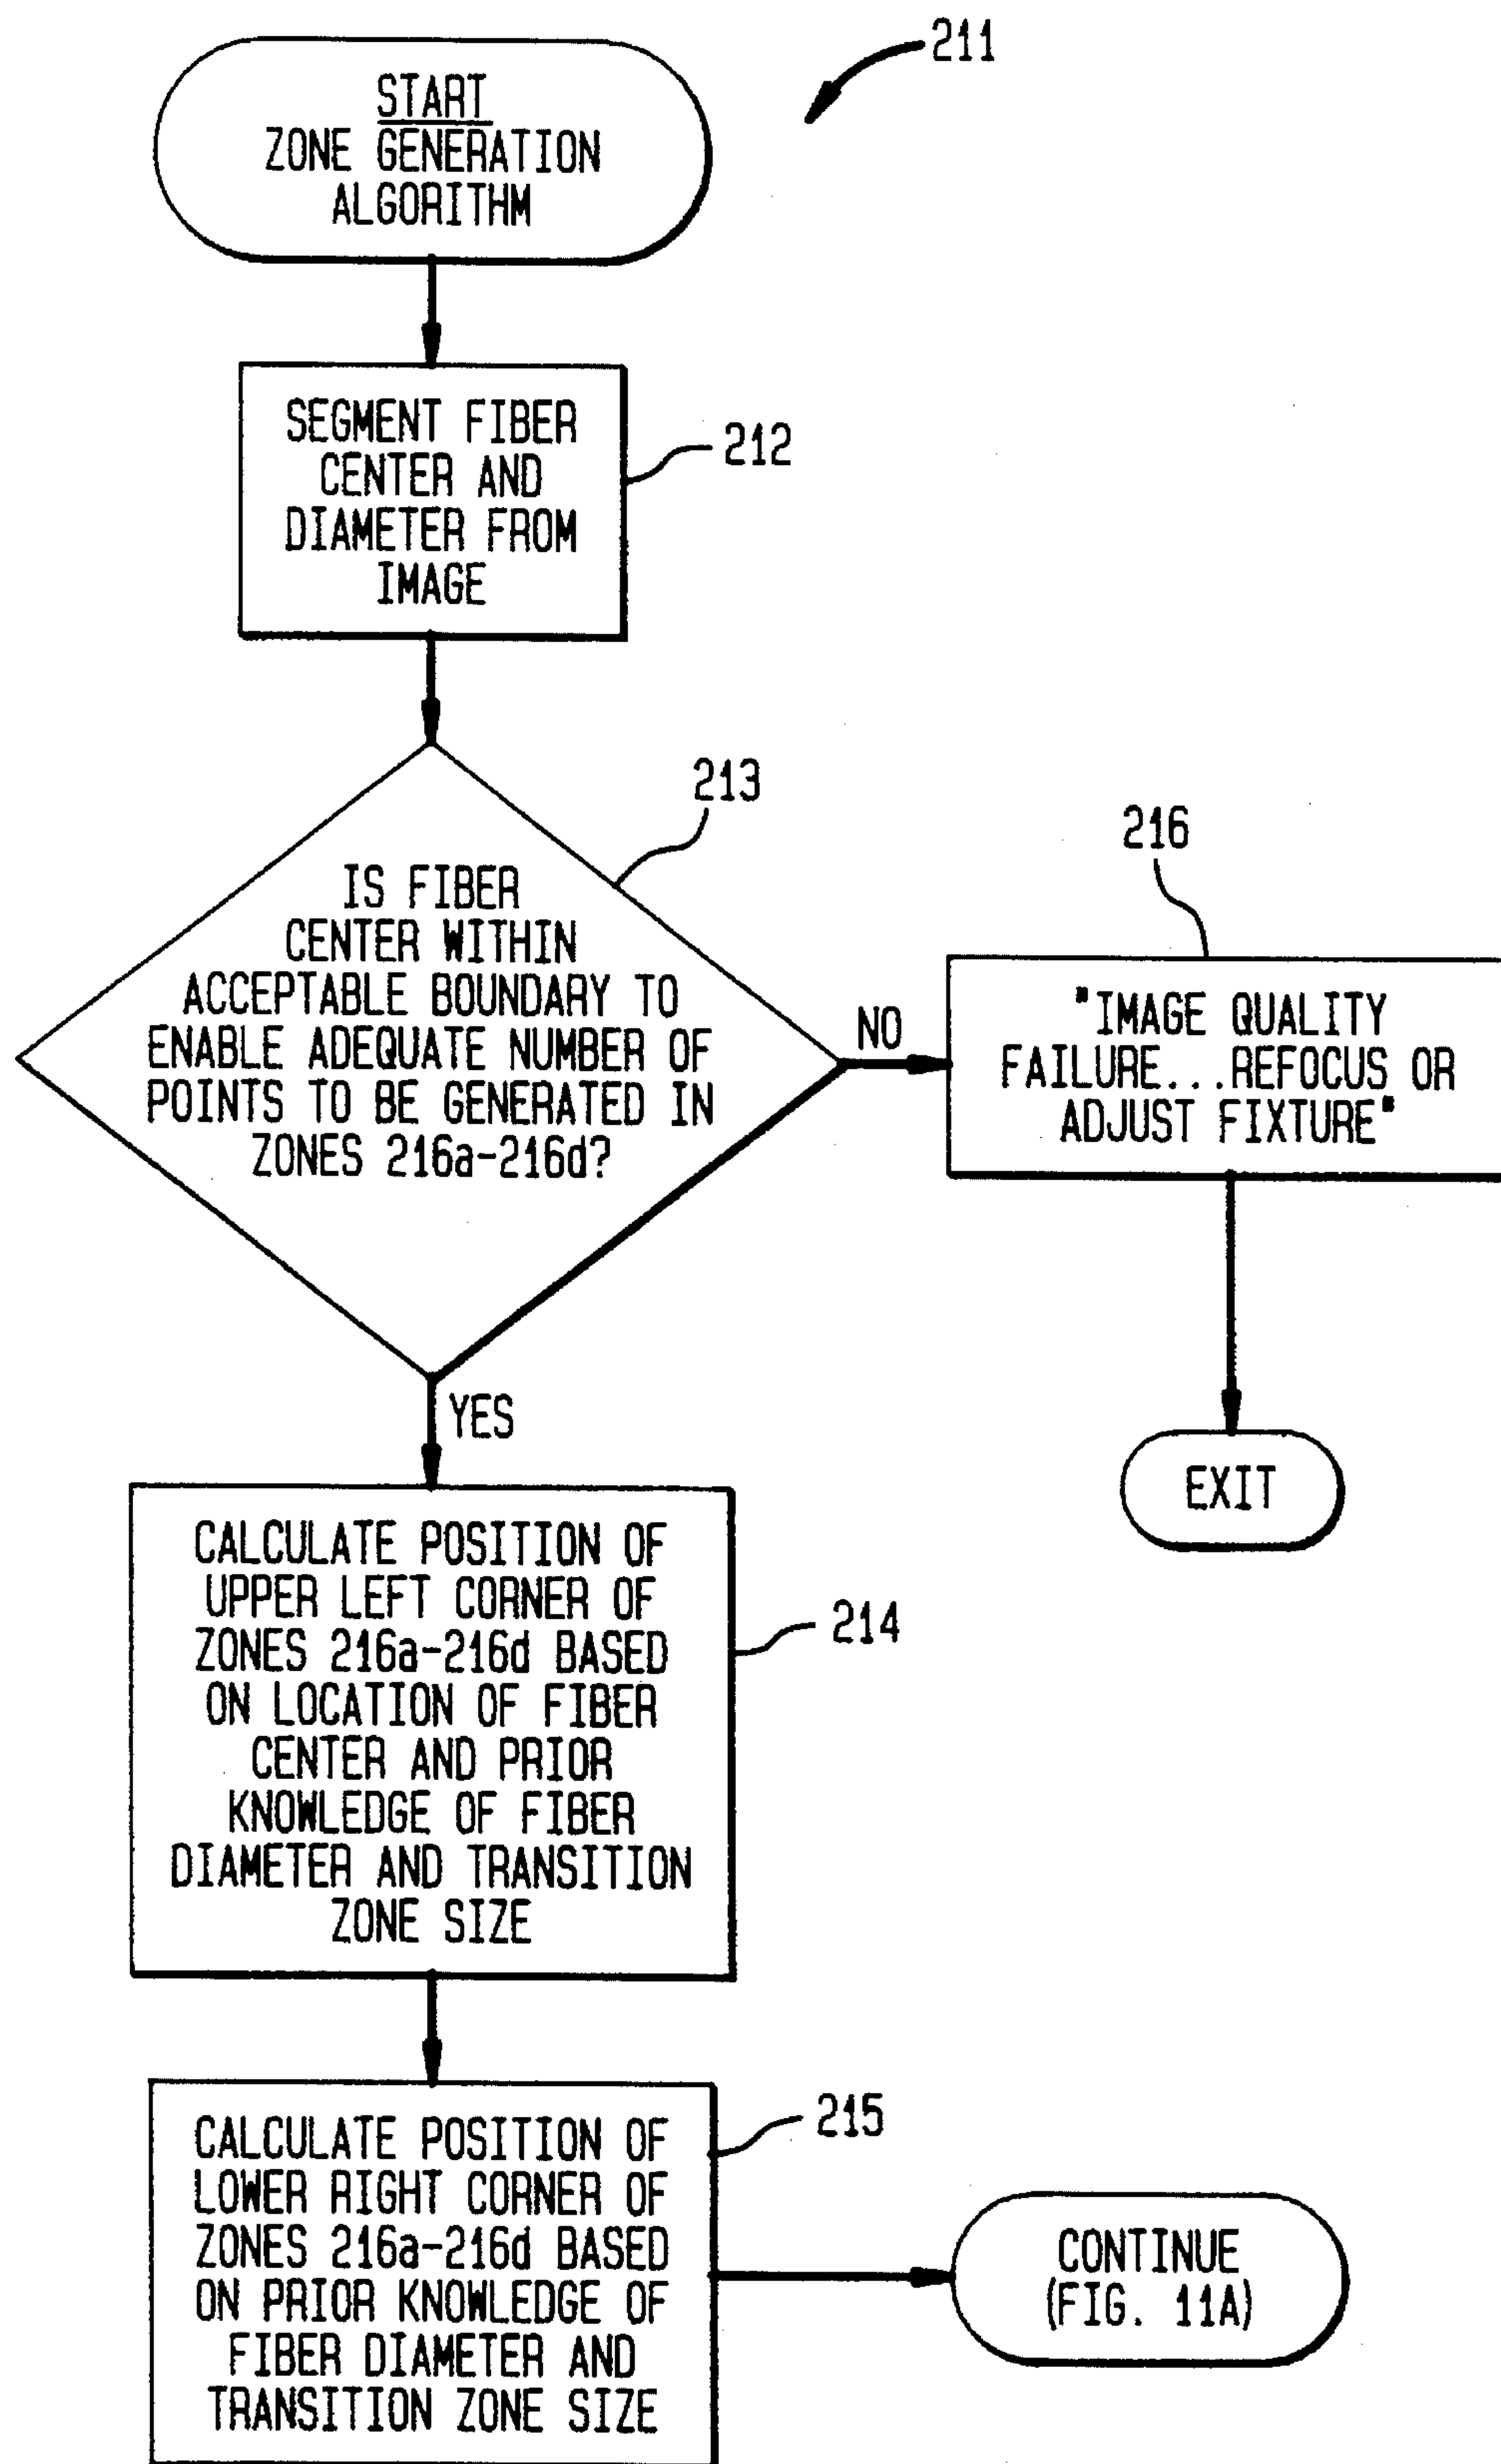 211
START
ZONE GENERATION
ALGORITHM
SEGMENT FIBER
CENTER AND
DIAMETER FROM
IMAGE
212
213
IS FIBER
CENTER WITHIN
ACCEPTABLE BOUNDARY TO
ENABLE ADEQUATE NUMBER OF
POINTS TO BE GENERATED IN
ZONES 216a-216d?
NO
216
"IMAGE QUALITY
FAILURE...REFOCUS OR
ADJUST FIXTURE"
EXIT
YES
CALCULATE POSITION OF
UPPER LEFT CORNER OF
ZONES 216a-216d BASED
ON LOCATION OF FIBER
CENTER AND PRIOR
KNOWLEDGE OF FIBER
DIAMETER AND TRANSITION
ZONE SIZE
214
CALCULATE POSITION OF
LOWER RIGHT CORNER OF
ZONES 216a-216d BASED
ON PRIOR KNOWLEDGE OF
FIBER DIAMETER AND
TRANSITION ZONE SIZE
215
CONTINUE
(FIG. 11A)